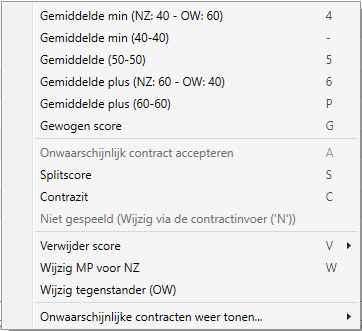 Gemiddelde min (NZ: 40 - OW: 60) 4
Gemiddelde min (40-40) -
Gemiddelde (50-50) 5
Gemiddelde plus (NZ: 60 - OW: 40) 6
Gemiddelde plus (60-60) P
Gewogen score G
Onwaarschijnlijk contract accepteren A
Splitscore S
Contrazit C
Niet gespeeld (Wijzig via de contractinvoer ('N'))
Verwijder score V
Wijzig MP voor NZ W
Wijzig tegenstander (OW)
Onwaarschijnlijke contracten weer tonen...